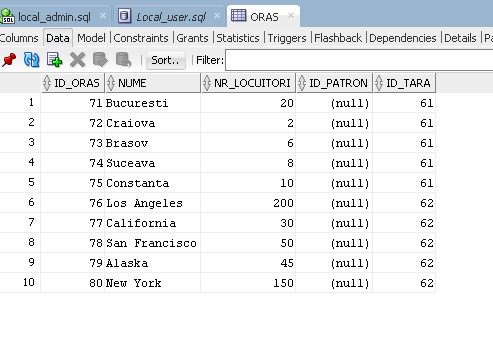 local_admin.sql Local_user.sql ORAS
Columns Data Model Constraints Grants Statistics Triggers Flashback Dependencies Details Pa
Sort.. Filter:
ID_ORAS NUME NR_LOCUITORI ID_PATRON ID_TARA
1 71 Bucuresti 20 (null) 61
2 72 Craiova 2 (null) 61
3 73 Brasov 6 (null) 61
4 74 Suceava 8 (null) 61
5 75 Constanta 10 (null) 61
6 76 Los Angeles 200 (null) 62
7 77 California 30 (null) 62
8 78 San Francisco 50 (null) 62
9 79 Alaska 45 (null) 62
10 80 New York 150 (null) 62